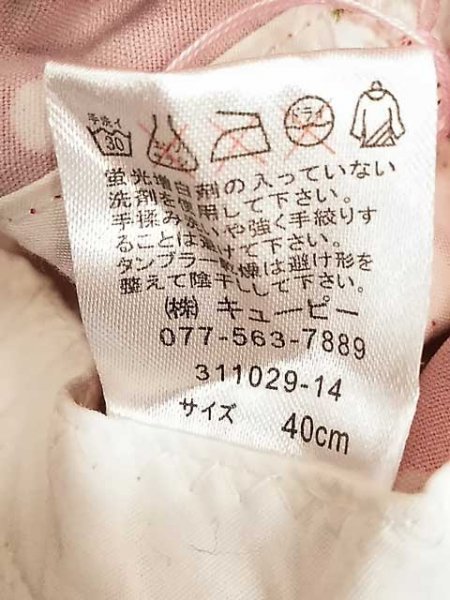 手洗イ
30
ドライ
蛍光増白剤の入っていない
洗剤を使用して下さい。
手揉み洗いや強く手絞りす
ることは避けて下さい。
タンブラー乾燥は避け形を
整えて陰干しして下さい。
(株) キューピー
077-563-7889
311029-14
サイズ 40cm